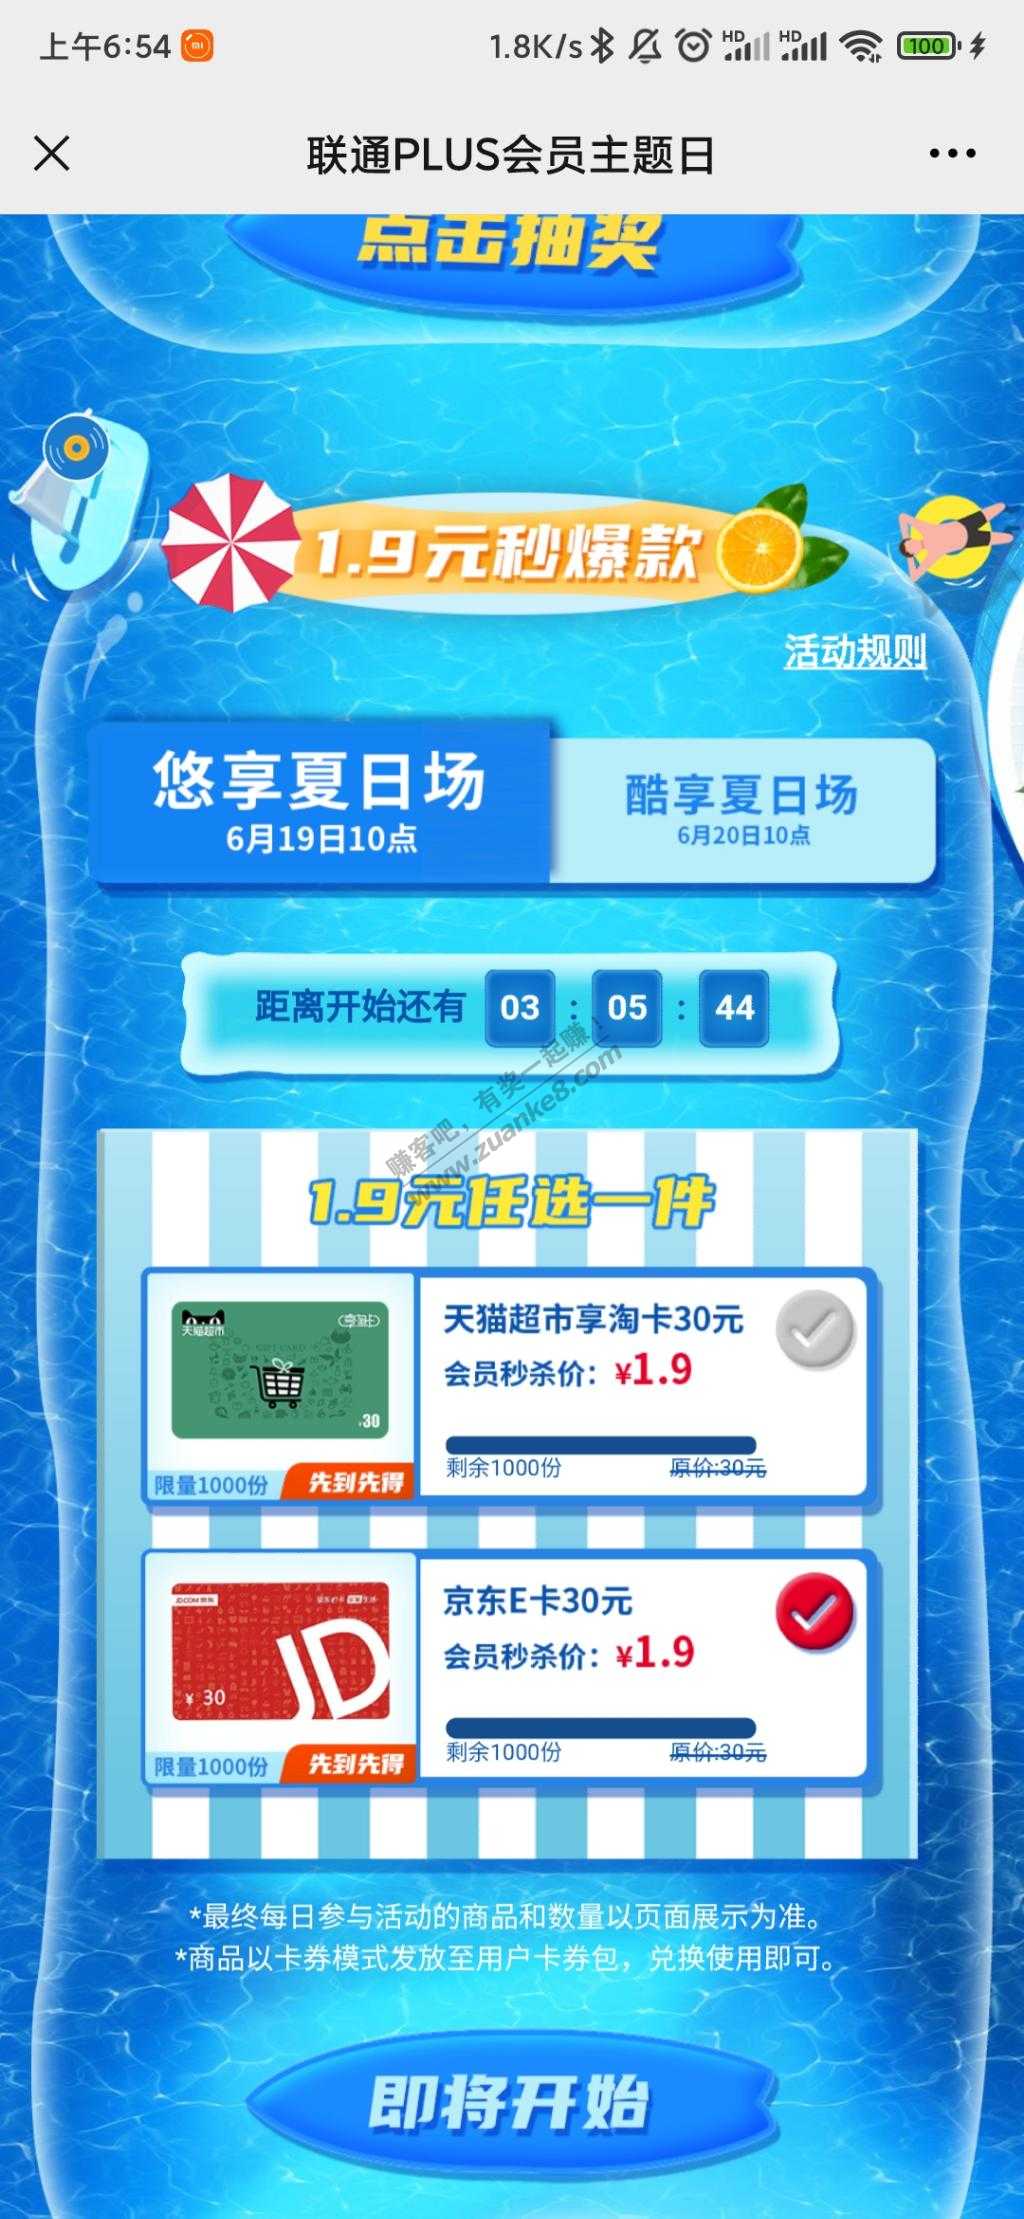 上午6:54
1.8K/s
HD
HD
100
联通PLUS会员主题日
点击抽奖
1.9元秒爆款
活动规则
悠享夏日场
6月19日10点
酷享夏日场
6月20日10点
距离开始还有 03 : 05 : 44
赚客吧，有奖一起赚！
www.zuanke8.com
1.9元任选一件
天猫超市
享淘卡
GIFT CARD
¥30
限量1000份
先到先得
天猫超市享淘卡30元
会员秒杀价：¥1.9
剩余1000份
原价:30元
JD.COM 京东
JD
¥ 30
限量1000份
先到先得
京东E卡30元
会员秒杀价：¥1.9
剩余1000份
原价:30元
*最终每日参与活动的商品和数量以页面展示为准。
*商品以卡券模式发放至用户卡券包，兑换使用即可。
即将开始